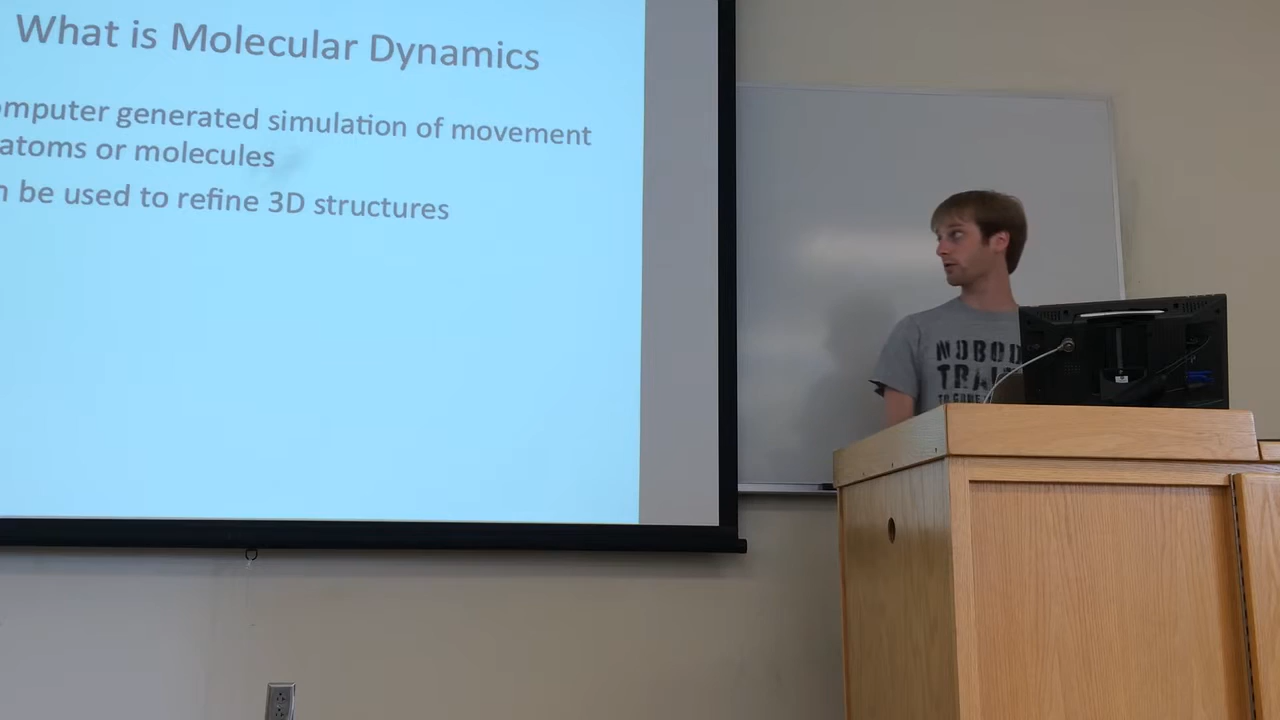 What is Molecular Dynamics
omputer generated simulation of movement
atoms or molecules
n be used to refine 3D structures
NOBOD
TRAI